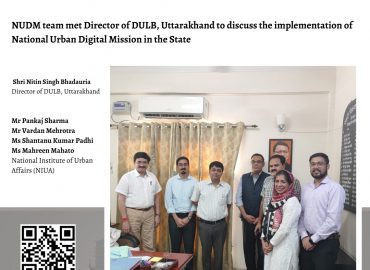 NUDM team met Director of DULB, Uttarakhand to discuss the implementation of
National Urban Digital Mission in the State
Shri Nitin Singh Bhadauria
Director of DULB, Uttarakhand
Mr Pankaj Sharma
Mr Vardan Mehrotra
Ms Shantanu Kumar Padhi
Ms Mahreen Mahato
National Institute of Urban
Affairs (NIUA)